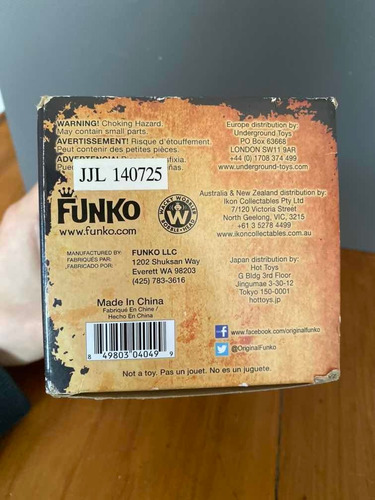 WARNING! Choking Hazard.
May contain small parts.
AVERTISSEMENT! Risque d'étouffement
Peut contenir des petites pièces.
ADVERTENCIA!
JJL 140725
FUNKO
www.funko.com
WACKY WOBBLER
BOBBLE-HEAD
W
MANUFACTURED BY:
FABRIQUÉS PAR:
FABRICADO POR:
FUNKO LLC
1202 Shuksan Way
Everett WA 98203
(425) 783-3616
Made In China
Fabriqué En Chine /
Hecho En China
8 49803 04049 9
Europe distribution by:
Underground Toys
PO Box 63668
LONDON SW11 9AR
+44 (0) 1708 374 499
Australia & New Zealand distribution by:
Ikon Collectables Pty Ltd
7/120 Victoria Street
North Geelong, VIC, 3215
+61 3 5278 4499
www.ikoncollectables.com
Japan distribution by:
Hot Toys
G Bldg 3rd Floor
Jingumae 3-30-12
Tokyo 150-0001
hottoys.jp
www.facebook.com/originalfunko
@OriginalFunko
Not a toy. Pas un jouet. No es un juguete.